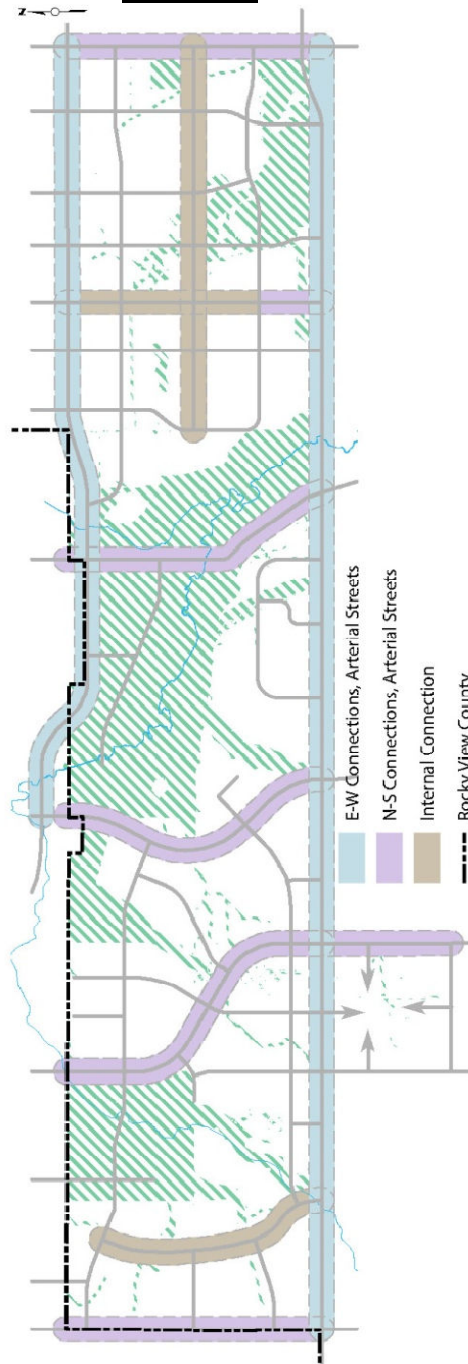 N
E-W Connections, Arterial Streets
N-S Connections, Arterial Streets
Internal Connection
Rocky View County